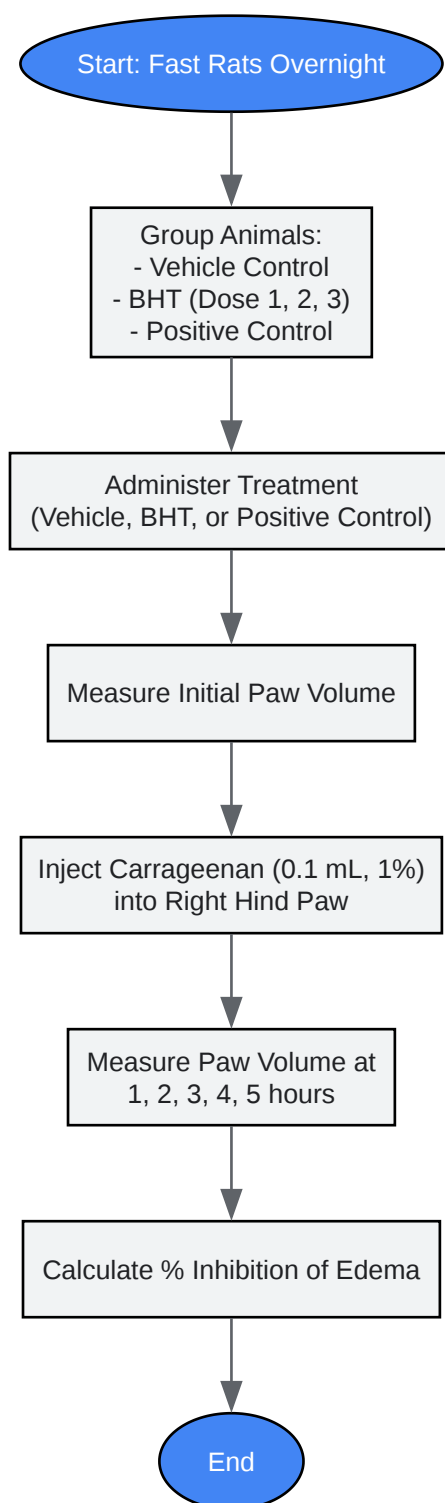 Start: Fast Rats Overnight
Group Animals:
- Vehicle Control
- BHT (Dose 1, 2, 3)
- Positive Control
Administer Treatment
(Vehicle, BHT, or Positive Control)
Measure Initial Paw Volume
Inject Carrageenan (0.1 mL, 1%)
into Right Hind Paw
Measure Paw Volume at
1, 2, 3, 4, 5 hours
Calculate % Inhibition of Edema
End